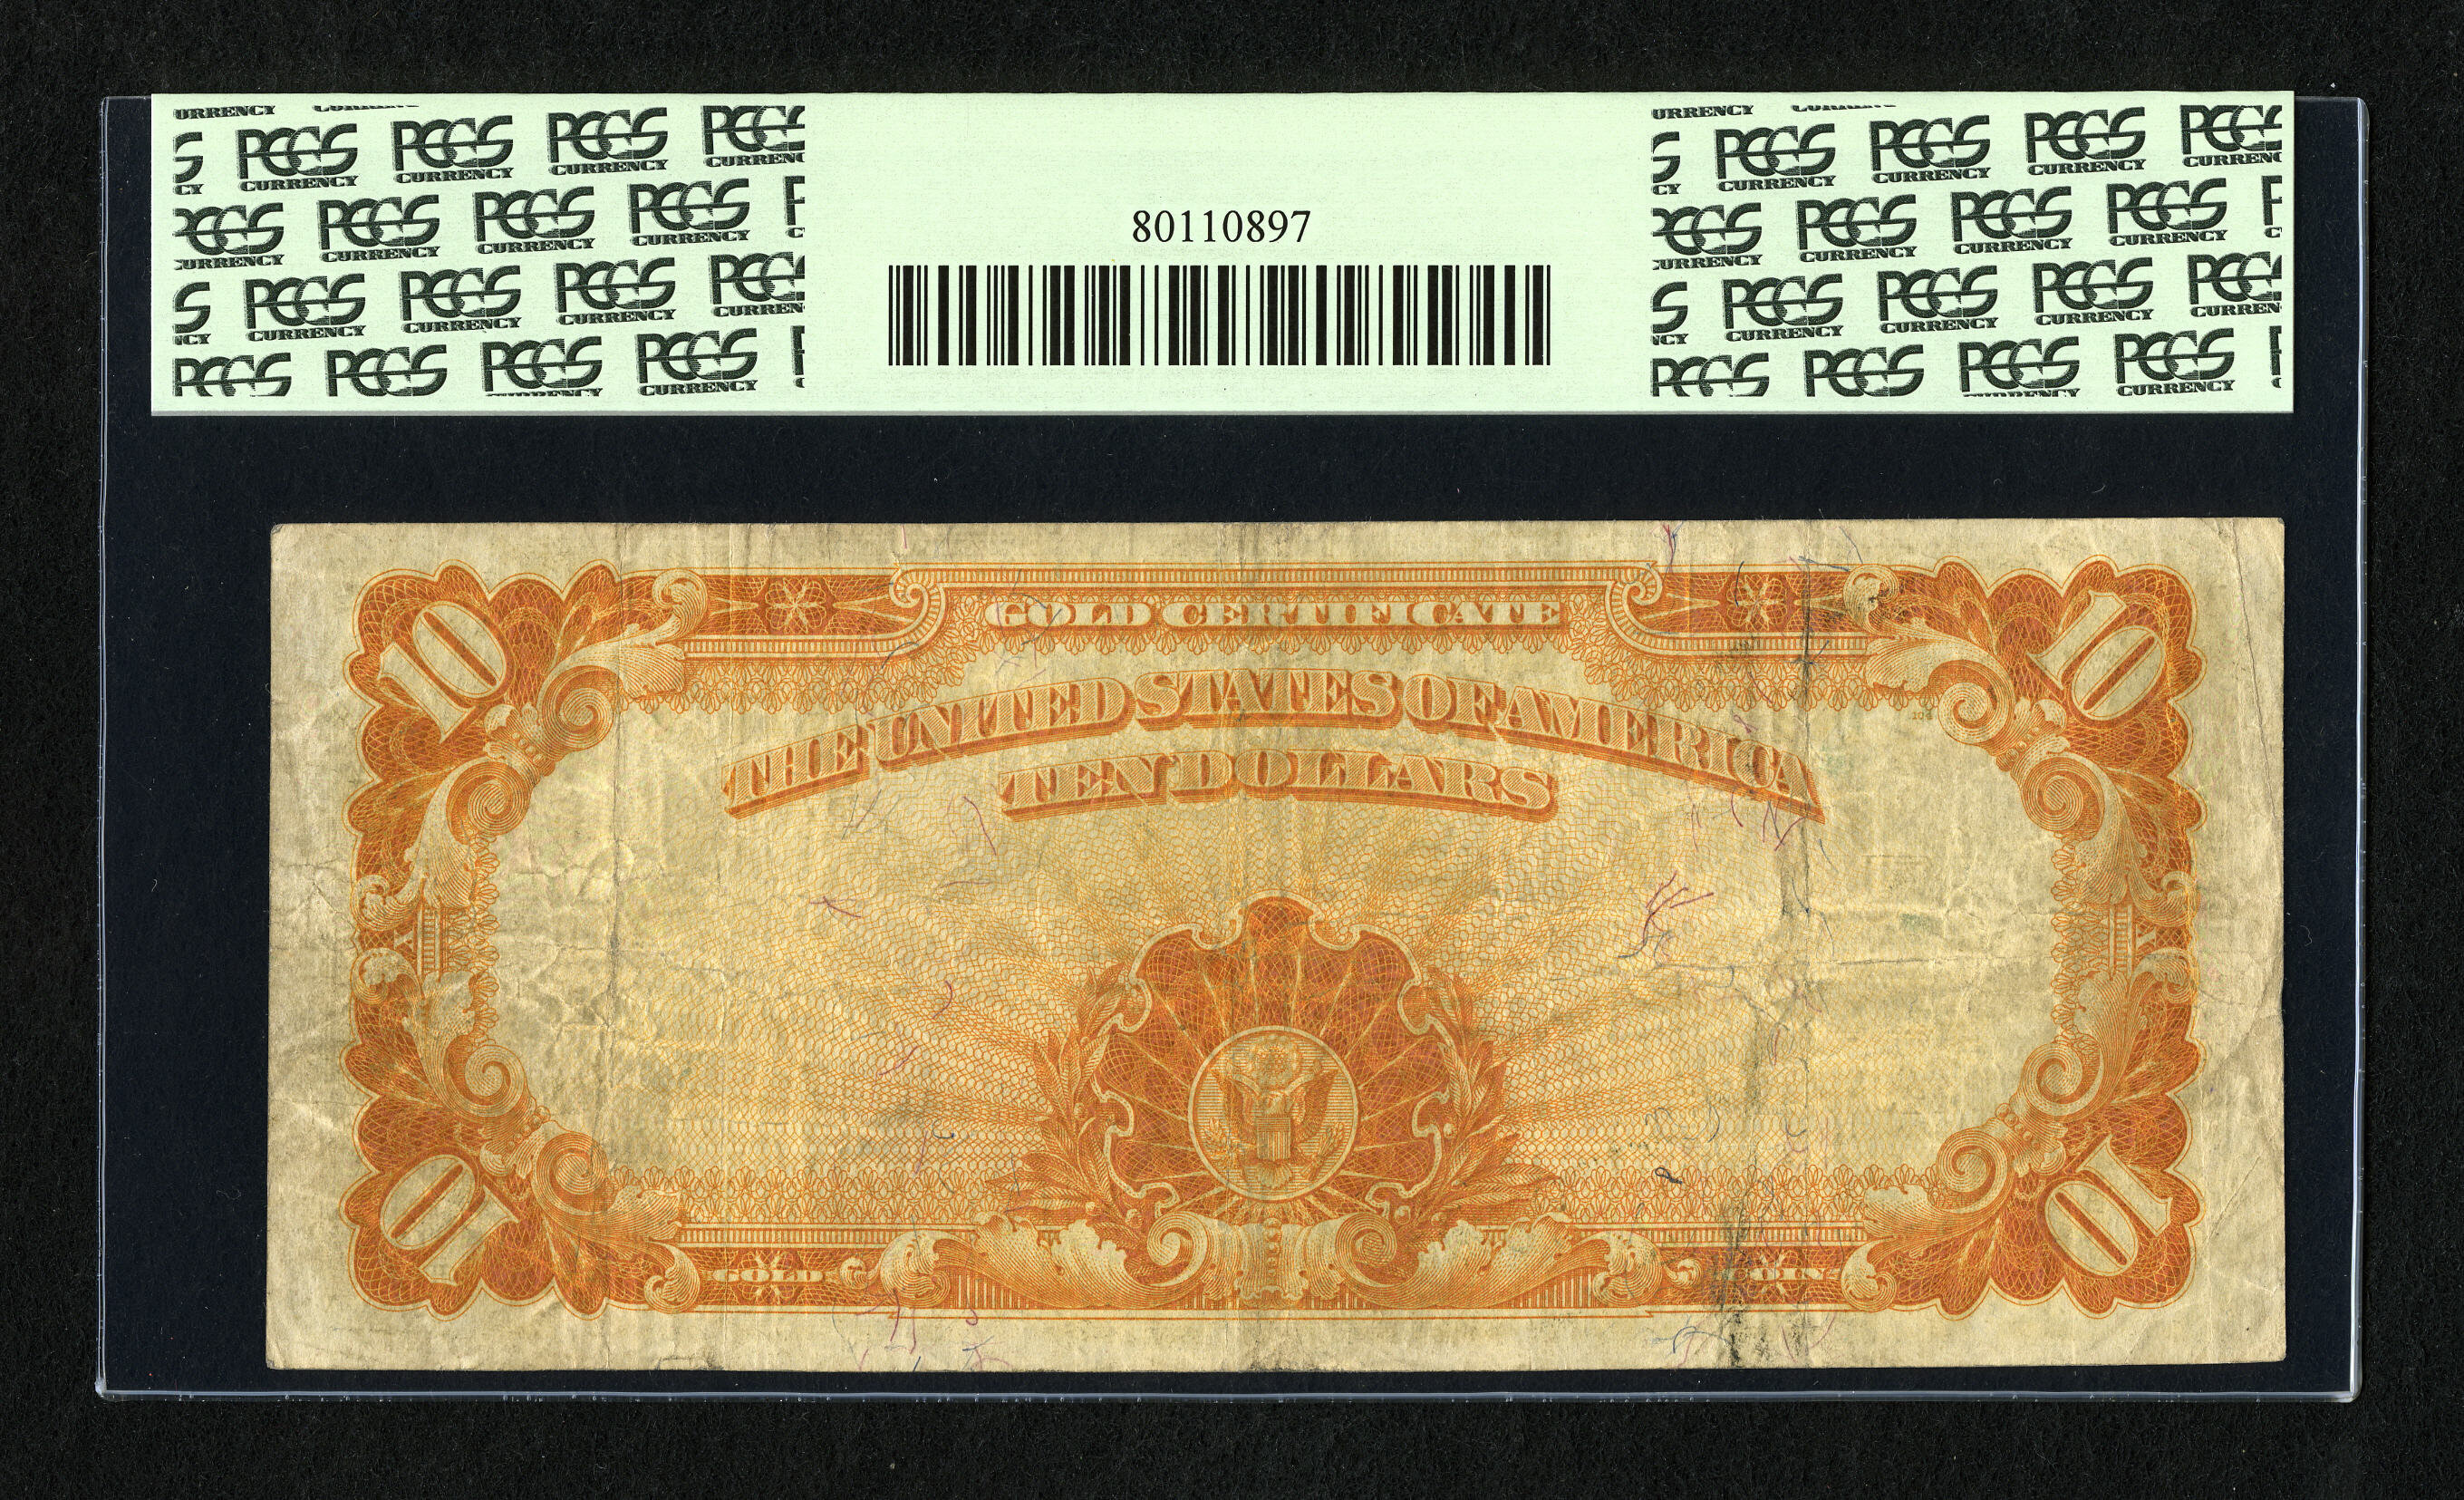 PCGS CURRENCY
80110897
10 GOLD CERTIFICATE 10
THE UNITED STATES OF AMERICA
TEN DOLLARS
10 GOLD COIN 10